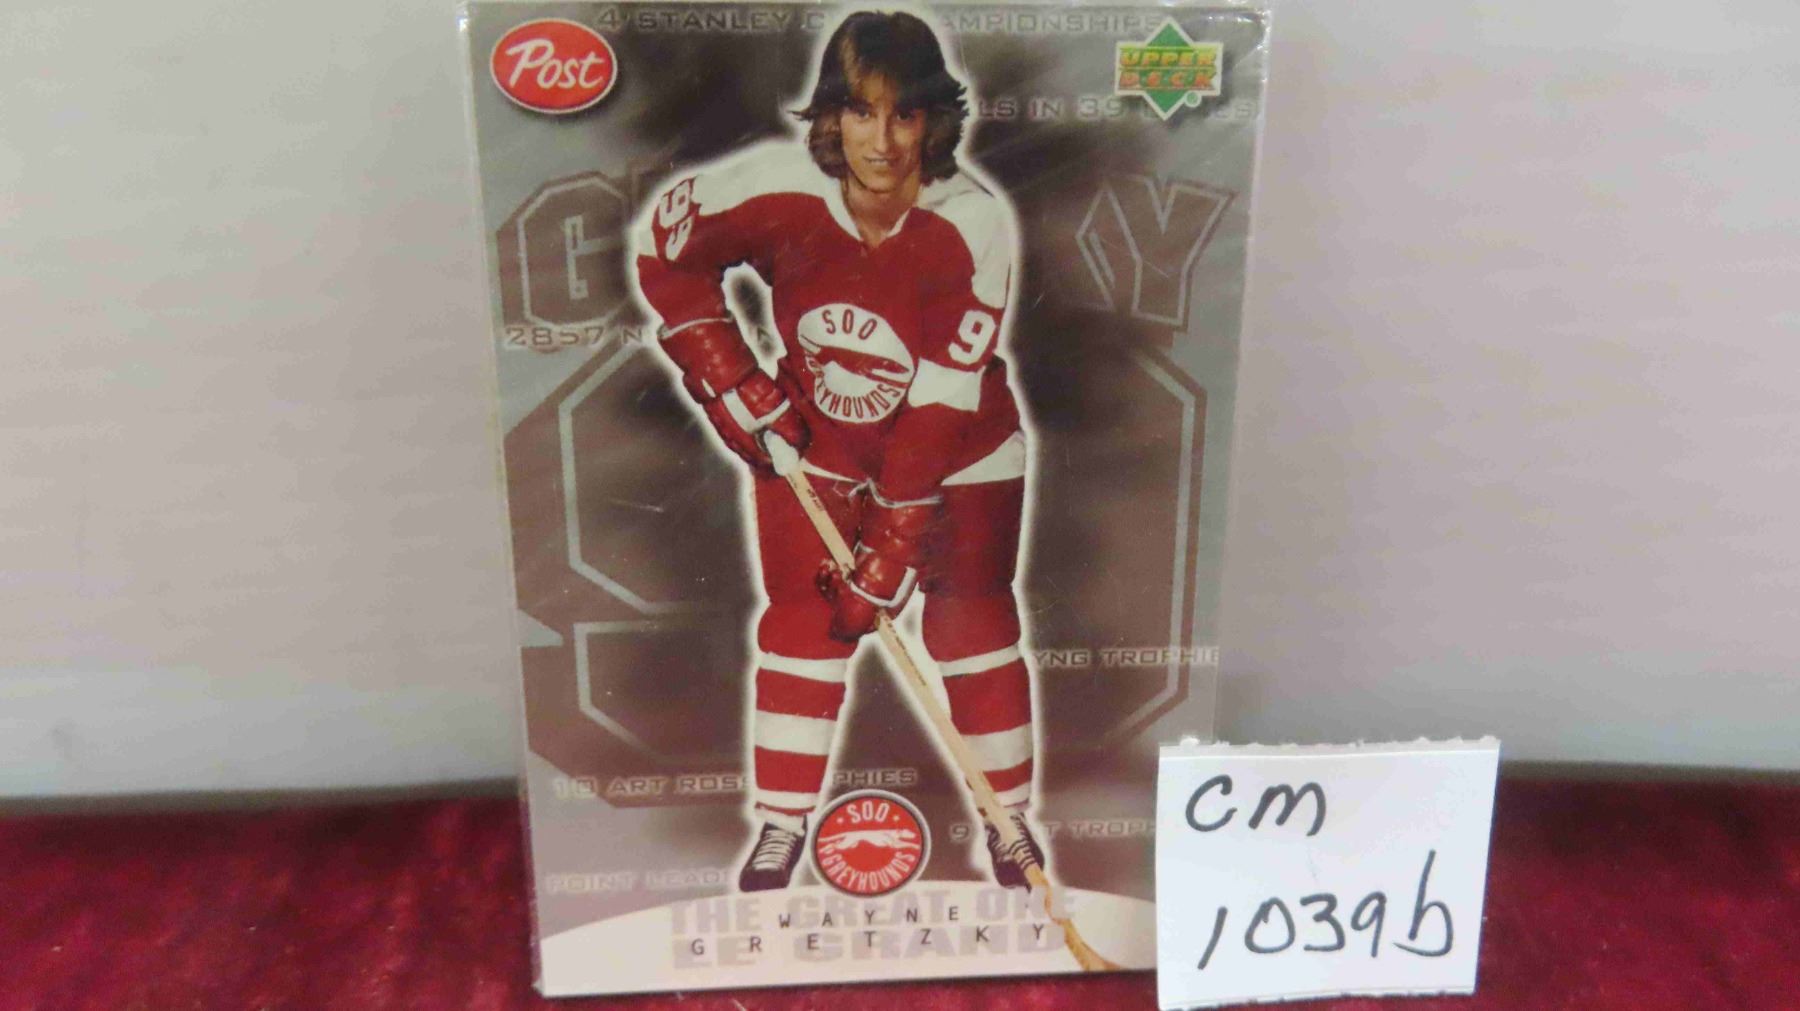 4 STANLEY C AMPIONSHIPS
Post
UPPER
DECK
LS IN 39
G Y
99
9
SOO
GREYHOUNDS
2857 N
YNG TROPHIE
10 ART ROSS PHIES
9 T TROPH
SOO
GREYHOUNDS
POINT LEAD
THE GREAT ONE
WAYNE
GRETZKY
LE GRAND
CM
1039b